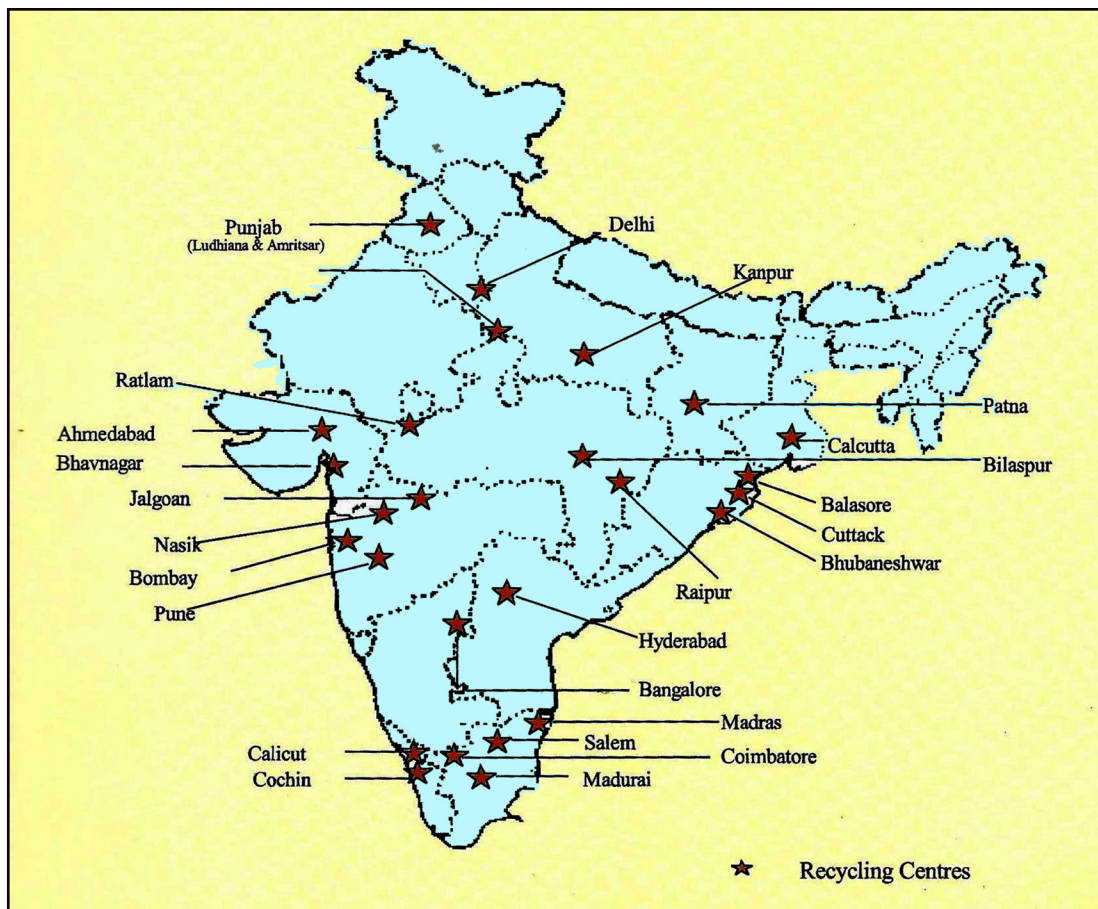 Punjab
(Ludhiana & Amritsar)
Delhi
Kanpur
Ratlam
Ahmedabad
Bhavnagar
Jalgoan
Nasik
Bombay
Pune
Patna
Calcutta
Bilaspur
Balasore
Cuttack
Bhubaneshwar
Raipur
Hyderabad
Bangalore
Madras
Salem
Coimbatore
Calicut
Cochin
Madurai
Recycling Centres